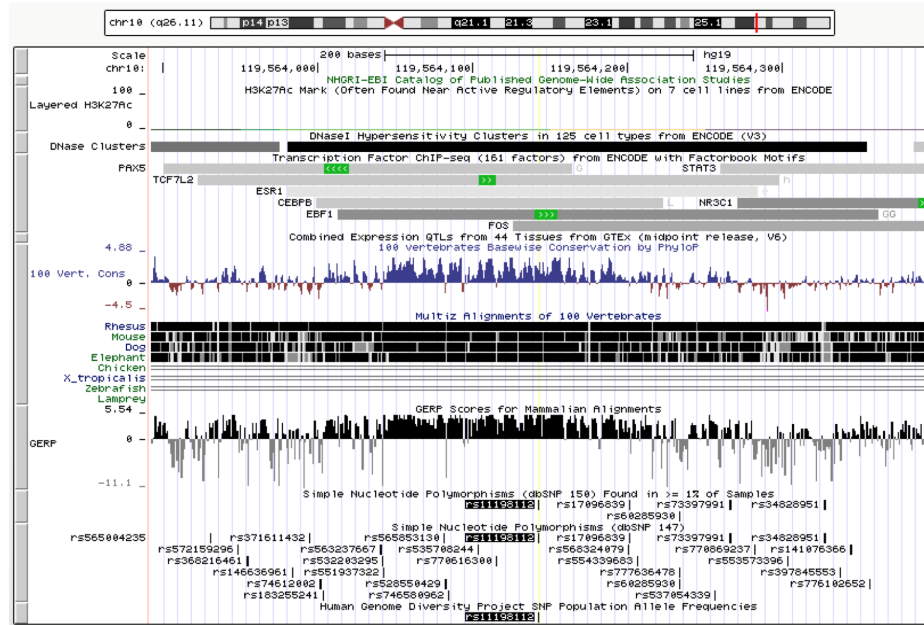 chr10 (q26.11) p14 p13 q21.1 21.3 23.1 25.1
Scale 200 bases hg19
chr10: 119,564,000 119,564,100 119,564,200 119,564,300
NHGRI-EBI Catalog of Published Genome-Wide Association Studies
100 _ H3K27Ac Mark (Often Found Near Active Regulatory Elements) on 7 cell lines from ENCODE
Layered H3K27Ac
0 _
DNaseI Hypersensitivity Clusters in 125 cell types from ENCODE (V3)
DNase Clusters
Transcription Factor ChIP-seq (161 factors) from ENCODE with Factorbook Motifs
PAX5 <<<< G STAT3
TCF7L2 >> h
ESR1
CEBPB L NR3C1 >
EBF1 >>> GG
FOS
Combined Expression QTLs from 44 Tissues from GTEx (midpoint release, V6)
4.88 _ 100 vertebrates Basewise Conservation by PhyloP
100 Vert. Cons
0 -
-4.5 _
Multiz Alignments of 100 Vertebrates
Rhesus
Mouse
Dog
Elephant
Chicken
X_tropicalis
Zebrafish
Lamprey
5.54 _ GERP Scores for Mammalian Alignments
GERP 0 -
-11.1 _
Simple Nucleotide Polymorphisms (dbSNP 150) Found in >= 1% of Samples
rs11198112 rs17096839 rs73397991 rs34828951
rs60285930
Simple Nucleotide Polymorphisms (dbSNP 147)
rs565004235 rs371611432 rs565853130 rs11198112 rs17096839 rs73397991 rs34828951
rs572159296 rs563237667 rs535708244 rs568324079 rs770869237 rs141076366
rs368216461 rs532203295 rs770616300 rs554339683 rs553573396
rs146636961 rs551937322 rs777636478 rs397845553
rs74612002 rs528550429 rs60285930 rs776102652
rs183255241 rs746580962 rs537054339
Human Genome Diversity Project SNP Population Allele Frequencies
rs11198112